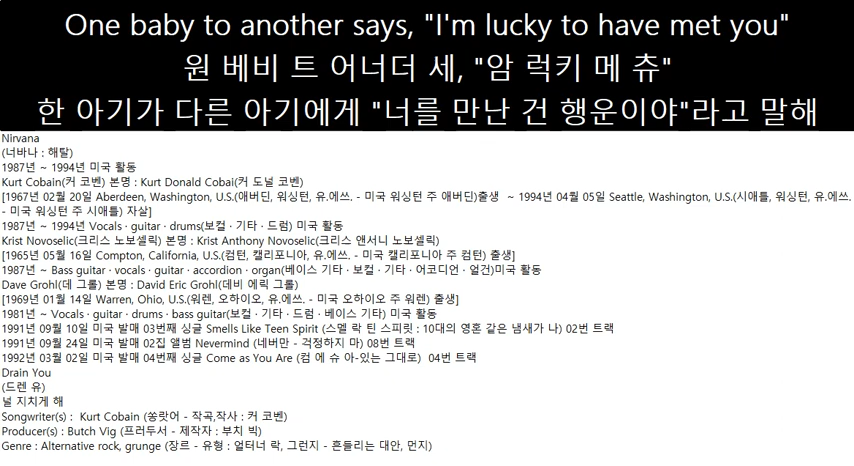 One baby to another says, "I'm lucky to have met you"
원 베비 트 어너더 세, "암 럭키 메 츄"
한 아기가 다른 아기에게 "너를 만난 건 행운이야"라고 말해
Nirvana
(너바나 : 해탈)
1987년 ~ 1994년 미국 활동
Kurt Cobain(커 코벤) 본명 : Kurt Donald Cobai(커 도널 코벤)
[1967년 02월 20일 Aberdeen, Washington, U.S.(애버딘, 워싱턴, 유.에쓰. - 미국 워싱턴 주 애버딘)출생 ~ 1994년 04월 05일 Seattle, Washington, U.S.(시애틀, 워싱턴, 유.에쓰.
- 미국 워싱턴 주 시애틀) 자살]
1987년 ~ 1994년 Vocals · guitar · drums(보컬 · 기타 · 드럼) 미국 활동
Krist Novoselic(크리스 노보셀릭) 본명 : Krist Anthony Novoselic(크리스 앤서니 노보셀릭)
[1965년 05월 16일 Compton, California, U.S.(컴턴, 캘리포니아, 유.에쓰. - 미국 캘리포니아 주 컴턴) 출생]
1987년 ~ Bass guitar · vocals · guitar · accordion · organ(베이스 기타 · 보컬 · 기타 · 어코디언 · 얼건)미국 활동
Dave Grohl(데 그롤) 본명 : David Eric Grohl(데비 에릭 그롤)
[1969년 01월 14일 Warren, Ohio, U.S.(워렌, 오하이오, 유.에쓰. - 미국 오하이오 주 워렌) 출생]
1981년 ~ Vocals · guitar · drums · bass guitar(보컬 · 기타 · 드럼 · 베이스 기타) 미국 활동
1991년 09월 10일 미국 발매 03번째 싱글 Smells Like Teen Spirit (스멜 락 틴 스피릿 : 10대의 영혼 같은 냄새가 나) 02번 트랙
1991년 09월 24일 미국 발매 02집 앨범 Nevermind (네버만 - 걱정하지 마) 08번 트랙
1992년 03월 02일 미국 발매 04번째 싱글 Come as You Are (컴 에 슈 아-있는 그대로) 04번 트랙
Drain You
(드렌 유)
널 지치게 해
Songwriter(s) : Kurt Cobain (쏭랏어 - 작곡,작사 : 커 코벤)
Producer(s) : Butch Vig (프러두서 - 제작자 : 부치 빅)
Genre : Alternative rock, grunge (장르 - 유형 : 얼터너 락, 그런지 - 흔들리는 대안, 먼지)